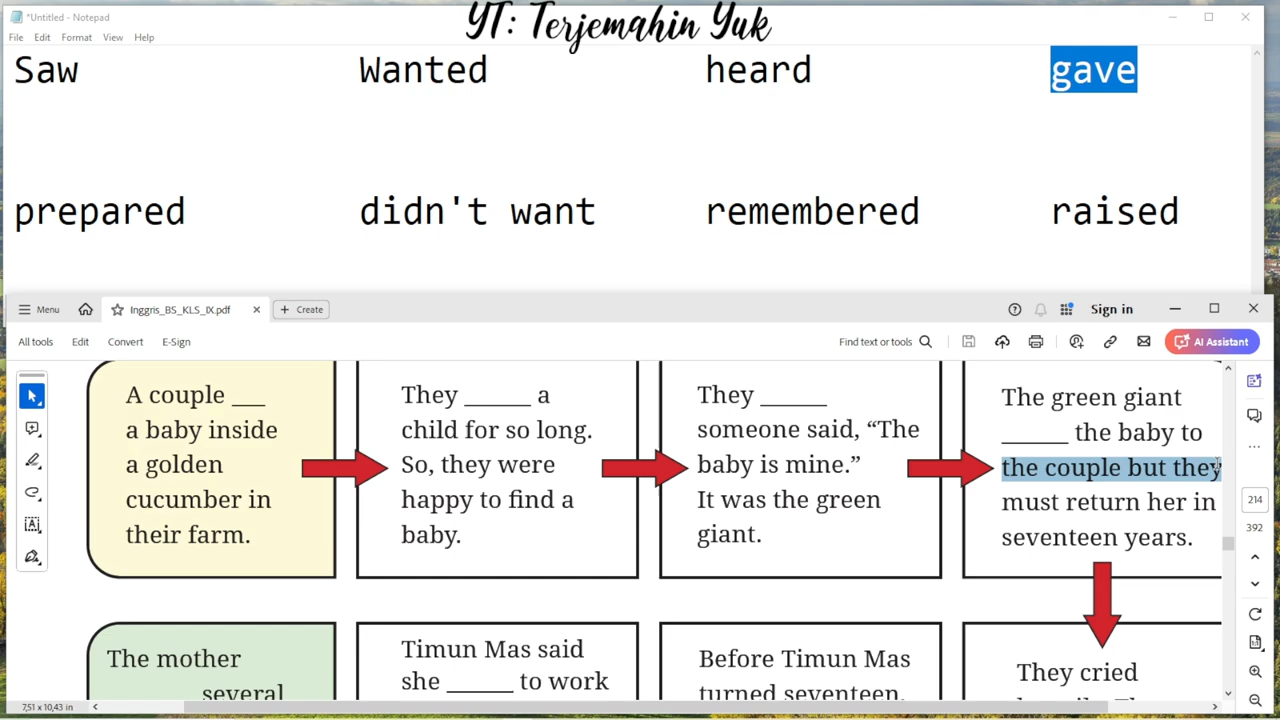 *Untitled - Notepad
YT: Terjemahin Yuk
File Edit Format View Help
Saw Wanted heard gave
prepared didn't want remembered raised
Menu Inggris_BS_KLS_IX.pdf Create Sign in
All tools Edit Convert E-Sign Find text or tools AI Assistant
A couple ___
a baby inside
a golden
cucumber in
their farm.
They ______ a
child for so long.
So, they were
happy to find a
baby.
They ______
someone said, “The
baby is mine.”
It was the green
giant.
The green giant
______ the baby to
the couple but they
must return her in
seventeen years.
214
392
The mother
________ several
Timun Mas said
she ______ to work
Before Timun Mas
turned seventeen,
They cried
7,51 x 10,43 in